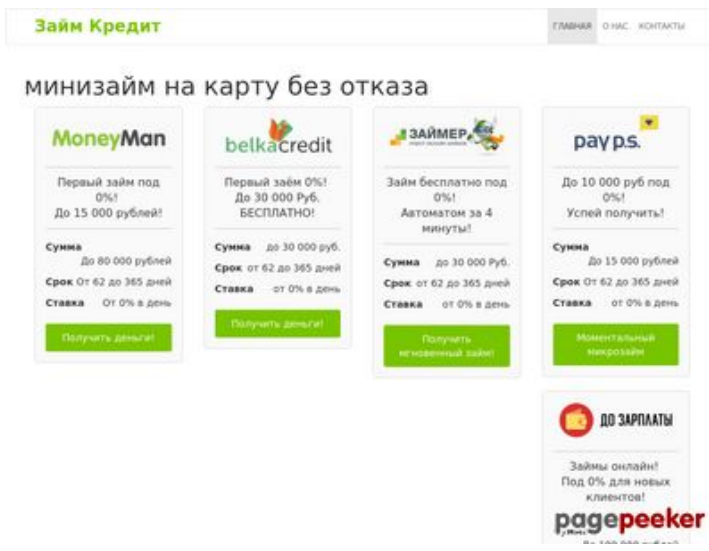 Займ Кредит
ГЛАВНАЯ О НАС КОНТАКТЫ
минизайм на карту без отказа
MoneyMan
Первый займ под
0%!
До 15 000 рублей!
Сумма
До 80 000 рублей
Срок От 62 до 365 дней
Ставка От 0% в день
Получить деньги!
belkacredit
Первый заём 0%!
До 30 000 Руб.
БЕСПЛАТНО!
Сумма до 30 000 руб.
Срок от 62 до 365 дней
Ставка от 0% в день
Получить деньги!
ЗАЙМЕР
Займ бесплатно под
0%!
Автоматом за 4
минуты!
Сумма до 30 000 Руб.
Срок от 62 до 365 дней
Ставка от 0% в день
Получить
мгновенный займ!
pay p.s.
До 10 000 руб под
0%!
Успей получить!
Сумма
До 15 000 рублей
Срок От 62 до 365 дней
Ставка от 0% в день
Моментальный
микрозайм
ДО ЗАРПЛАТЫ
Займы онлайн!
Под 0% для новых
клиентов!
pagepeeker